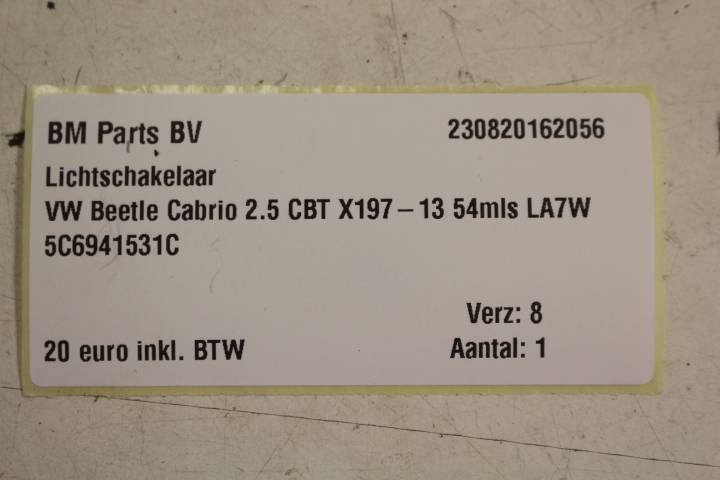 BM Parts BV 230820162056
Lichtschakelaar
VW Beetle Cabrio 2.5 CBT X197-13 54mls LA7W
5C6941531C
Verz: 8
20 euro inkl. BTW Aantal: 1